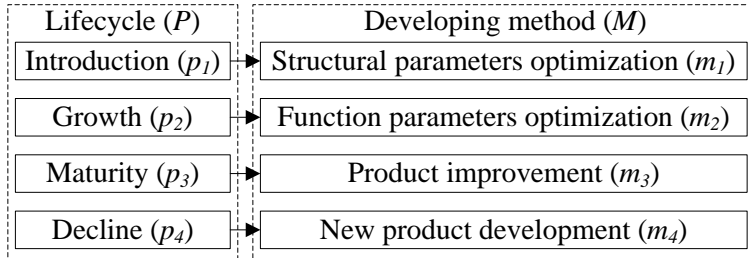 Lifecycle (P) Developing method (M)
Introduction (p1) Structural parameters optimization (m1)
Growth (p2) Function parameters optimization (m2)
Maturity (p3) Product improvement (m3)
Decline (p4) New product development (m4)